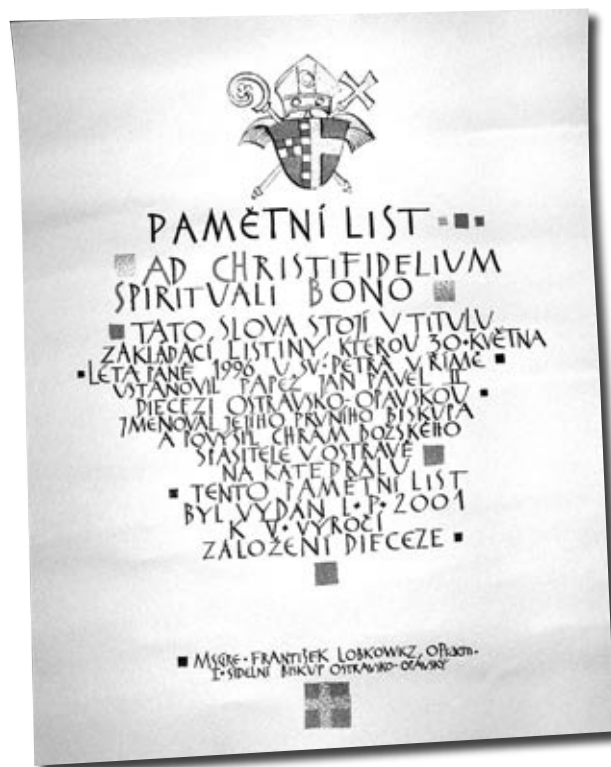 PAMĚTNÍ LIST
AD CHRISTIFIDELIUM
SPIRITUALI BONO
TATO SLOVA STOJÍ V TITULU
ZAKLÁDACÍ LISTINY, KTEROU 30·KVĚTNA
LÉTA PÁNĚ 1996 U SV·PETRA V ŘÍMĚ
USTANOVIL PAPEŽ JAN PAVEL II
DIECÉZI OSTRAVSKO-OPAVSKOU
JMENOVAL JEJÍHO PRVNÍHO BISKUPA
A POVÝŠIL CHRÁM BOŽSKÉHO
SPASITELE V OSTRAVĚ
NA KATEDRÁLU
TENTO PAMĚTNÍ LIST
BYL VYDÁN L·P·2001
K V·VÝROČÍ
ZALOŽENÍ DIECÉZE
MSGRE·FRANTIŠEK LOBKOWICZ, OPraem·
I·SÍDELNÍ BISKUP OSTRAVSKO-OPAVSKÝ